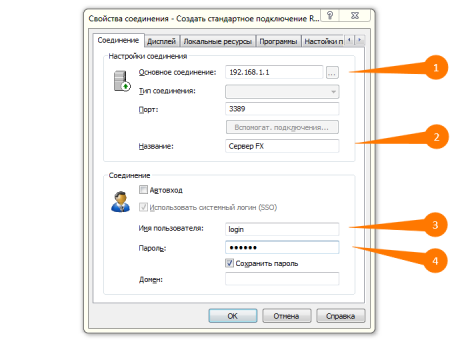 Свойства соединения - Создать стандартное подключение R...
Соединение Дисплей Локальные ресурсы Программы Настойки п
Настройки соединения
Основное соединение: 192.168.1.1 ...
Тип соединения:
Порт: 3389
Вспомогат. подключения...
Название: Сервер FX
Соединение
Автовход
Использовать системный логин (SSO)
Имя пользователя: login
Пароль: ••••••
Сохранить пароль
Домен:
OK Отмена Справка
1
2
3
4